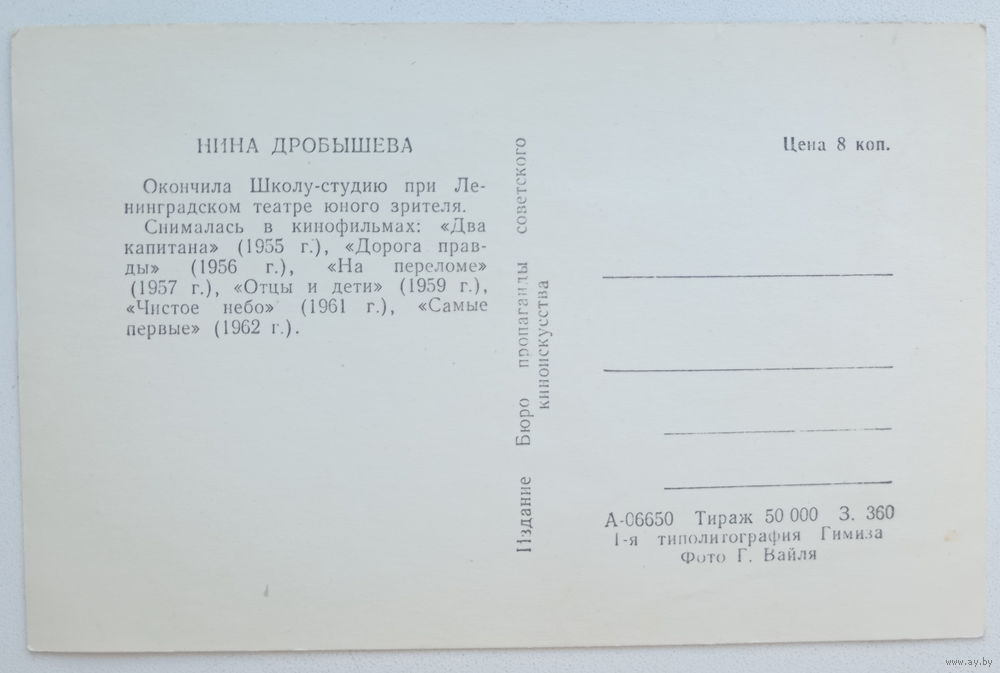 НИНА ДРОБЫШЕВА
Окончила Школу-студию при Ле-
нинградском театре юного зрителя.
Снималась в кинофильмах: «Два
капитана» (1955 г.), «Дорога прав-
ды» (1956 г.), «На переломе»
(1957 г.), «Отцы и дети» (1959 г.),
«Чистое небо» (1961 г.), «Самые
первые» (1962 г.).
Издание Бюро пропаганды советского
киноискусства
Цена 8 коп.
А-06650 Тираж 50 000 З. 360
1-я типолитография Гимиза
Фото Г. Вайля
www.ay.by